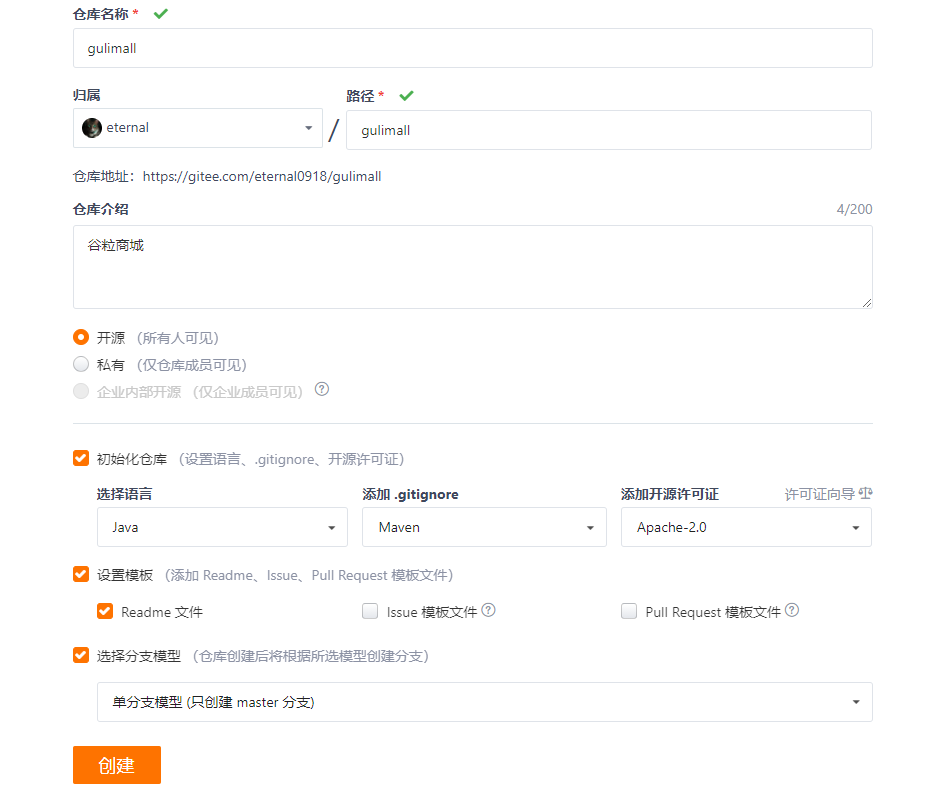 仓库名称 *
gulimall
归属
路径 *
eternal
/
gulimall
仓库地址：https://gitee.com/eternal0918/gulimall
仓库介绍 4/200
谷粒商城
开源 （所有人可见）
私有 （仅仓库成员可见）
企业内部开源 （仅企业成员可见） ?
初始化仓库 （设置语言、.gitignore、开源许可证）
选择语言 添加 .gitignore 添加开源许可证 许可证向导
Java Maven Apache-2.0
设置模板 （添加 Readme、Issue、Pull Request 模板文件）
Readme 文件 Issue 模板文件 ? Pull Request 模板文件 ?
选择分支模型 （仓库创建后将根据所选模型创建分支）
单分支模型 (只创建 master 分支)
创建